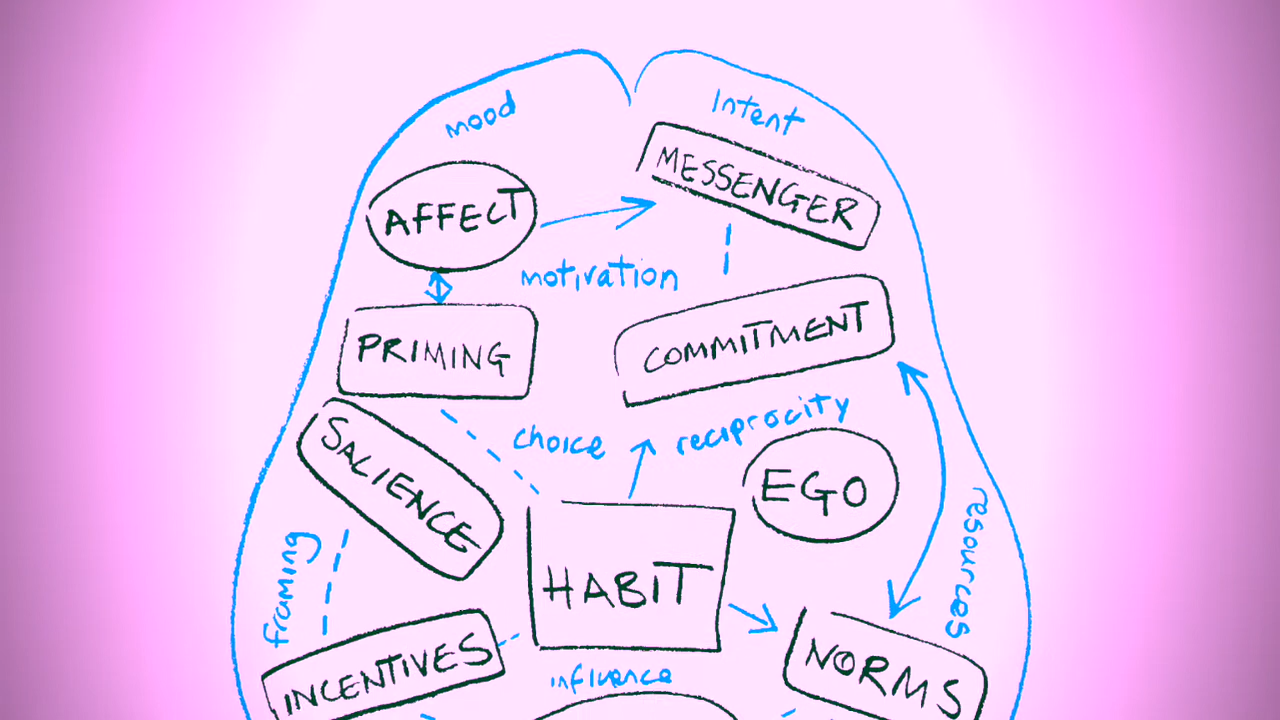 mood
Intent
MESSENGER
AFFECT
motivation
PRIMING
COMMITMENT
choice
reciprocity
SALIENCE
EGO
resources
framing
HABIT
INCENTIVES
NORMS
influence